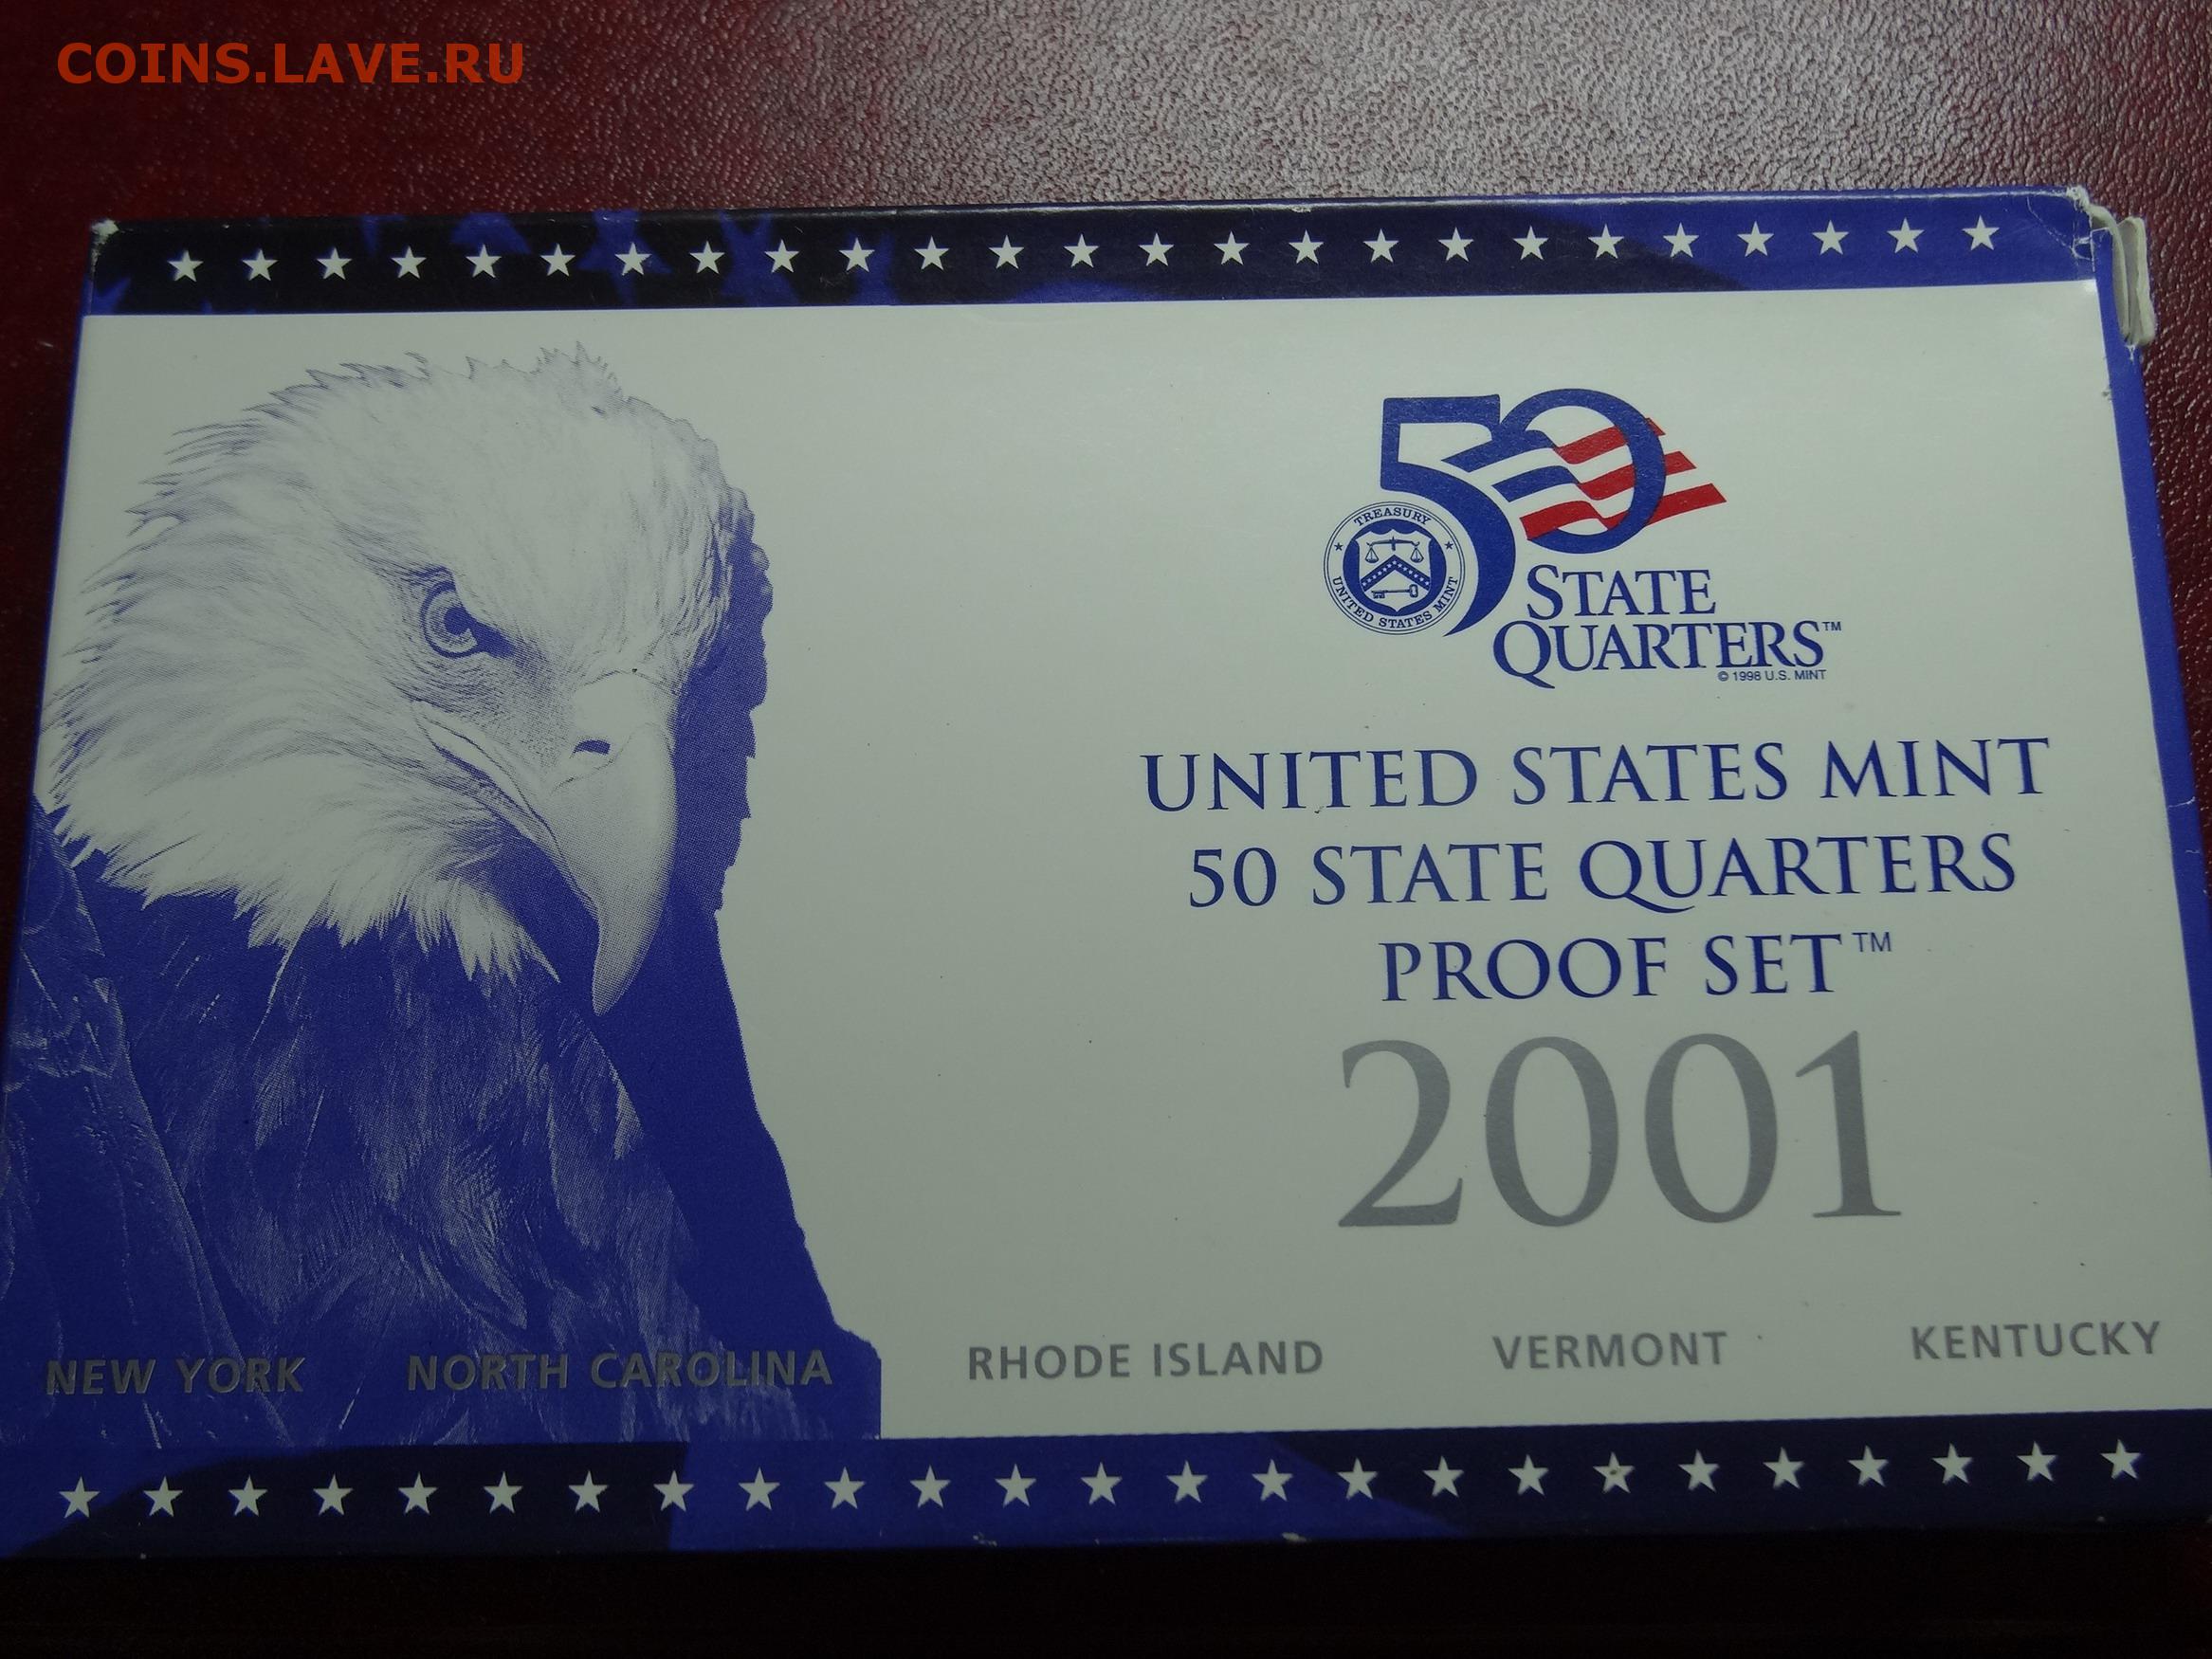 COINS.LAVE.RU
50
TREASURY
UNITED STATES MINT
STATE
QUARTERS™
© 1998 U.S. MINT
UNITED STATES MINT
50 STATE QUARTERS
PROOF SET™
2001
NEW YORK NORTH CAROLINA RHODE ISLAND VERMONT KENTUCKY